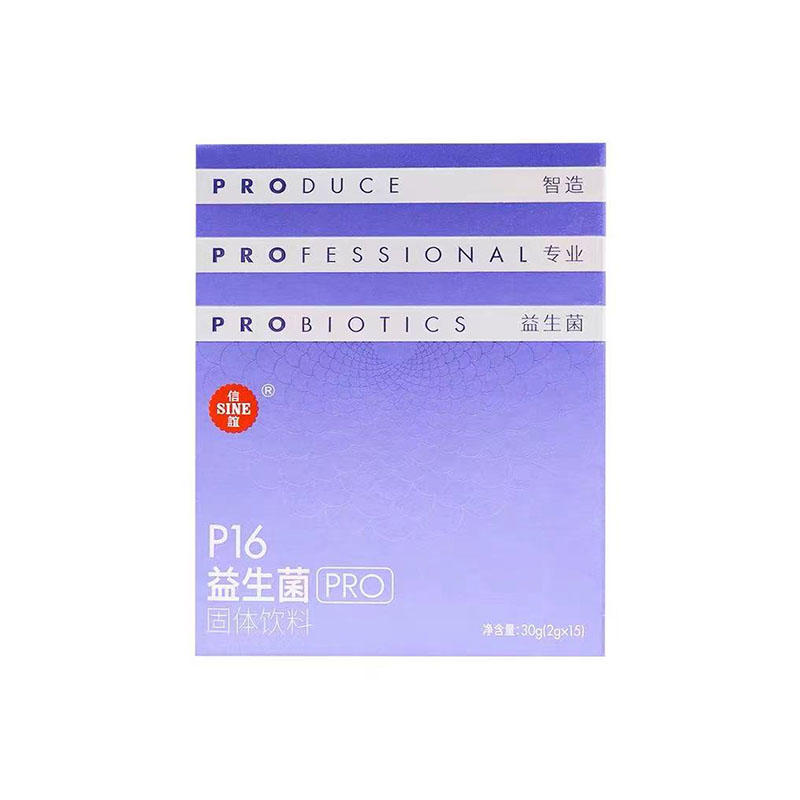 PRODUCE 智造
PROFESSIONAL 专业
PROBIOTICS 益生菌
信
SINE
誼
®
P16
益生菌 PRO
固体饮料
净含量:30g(2g×15)